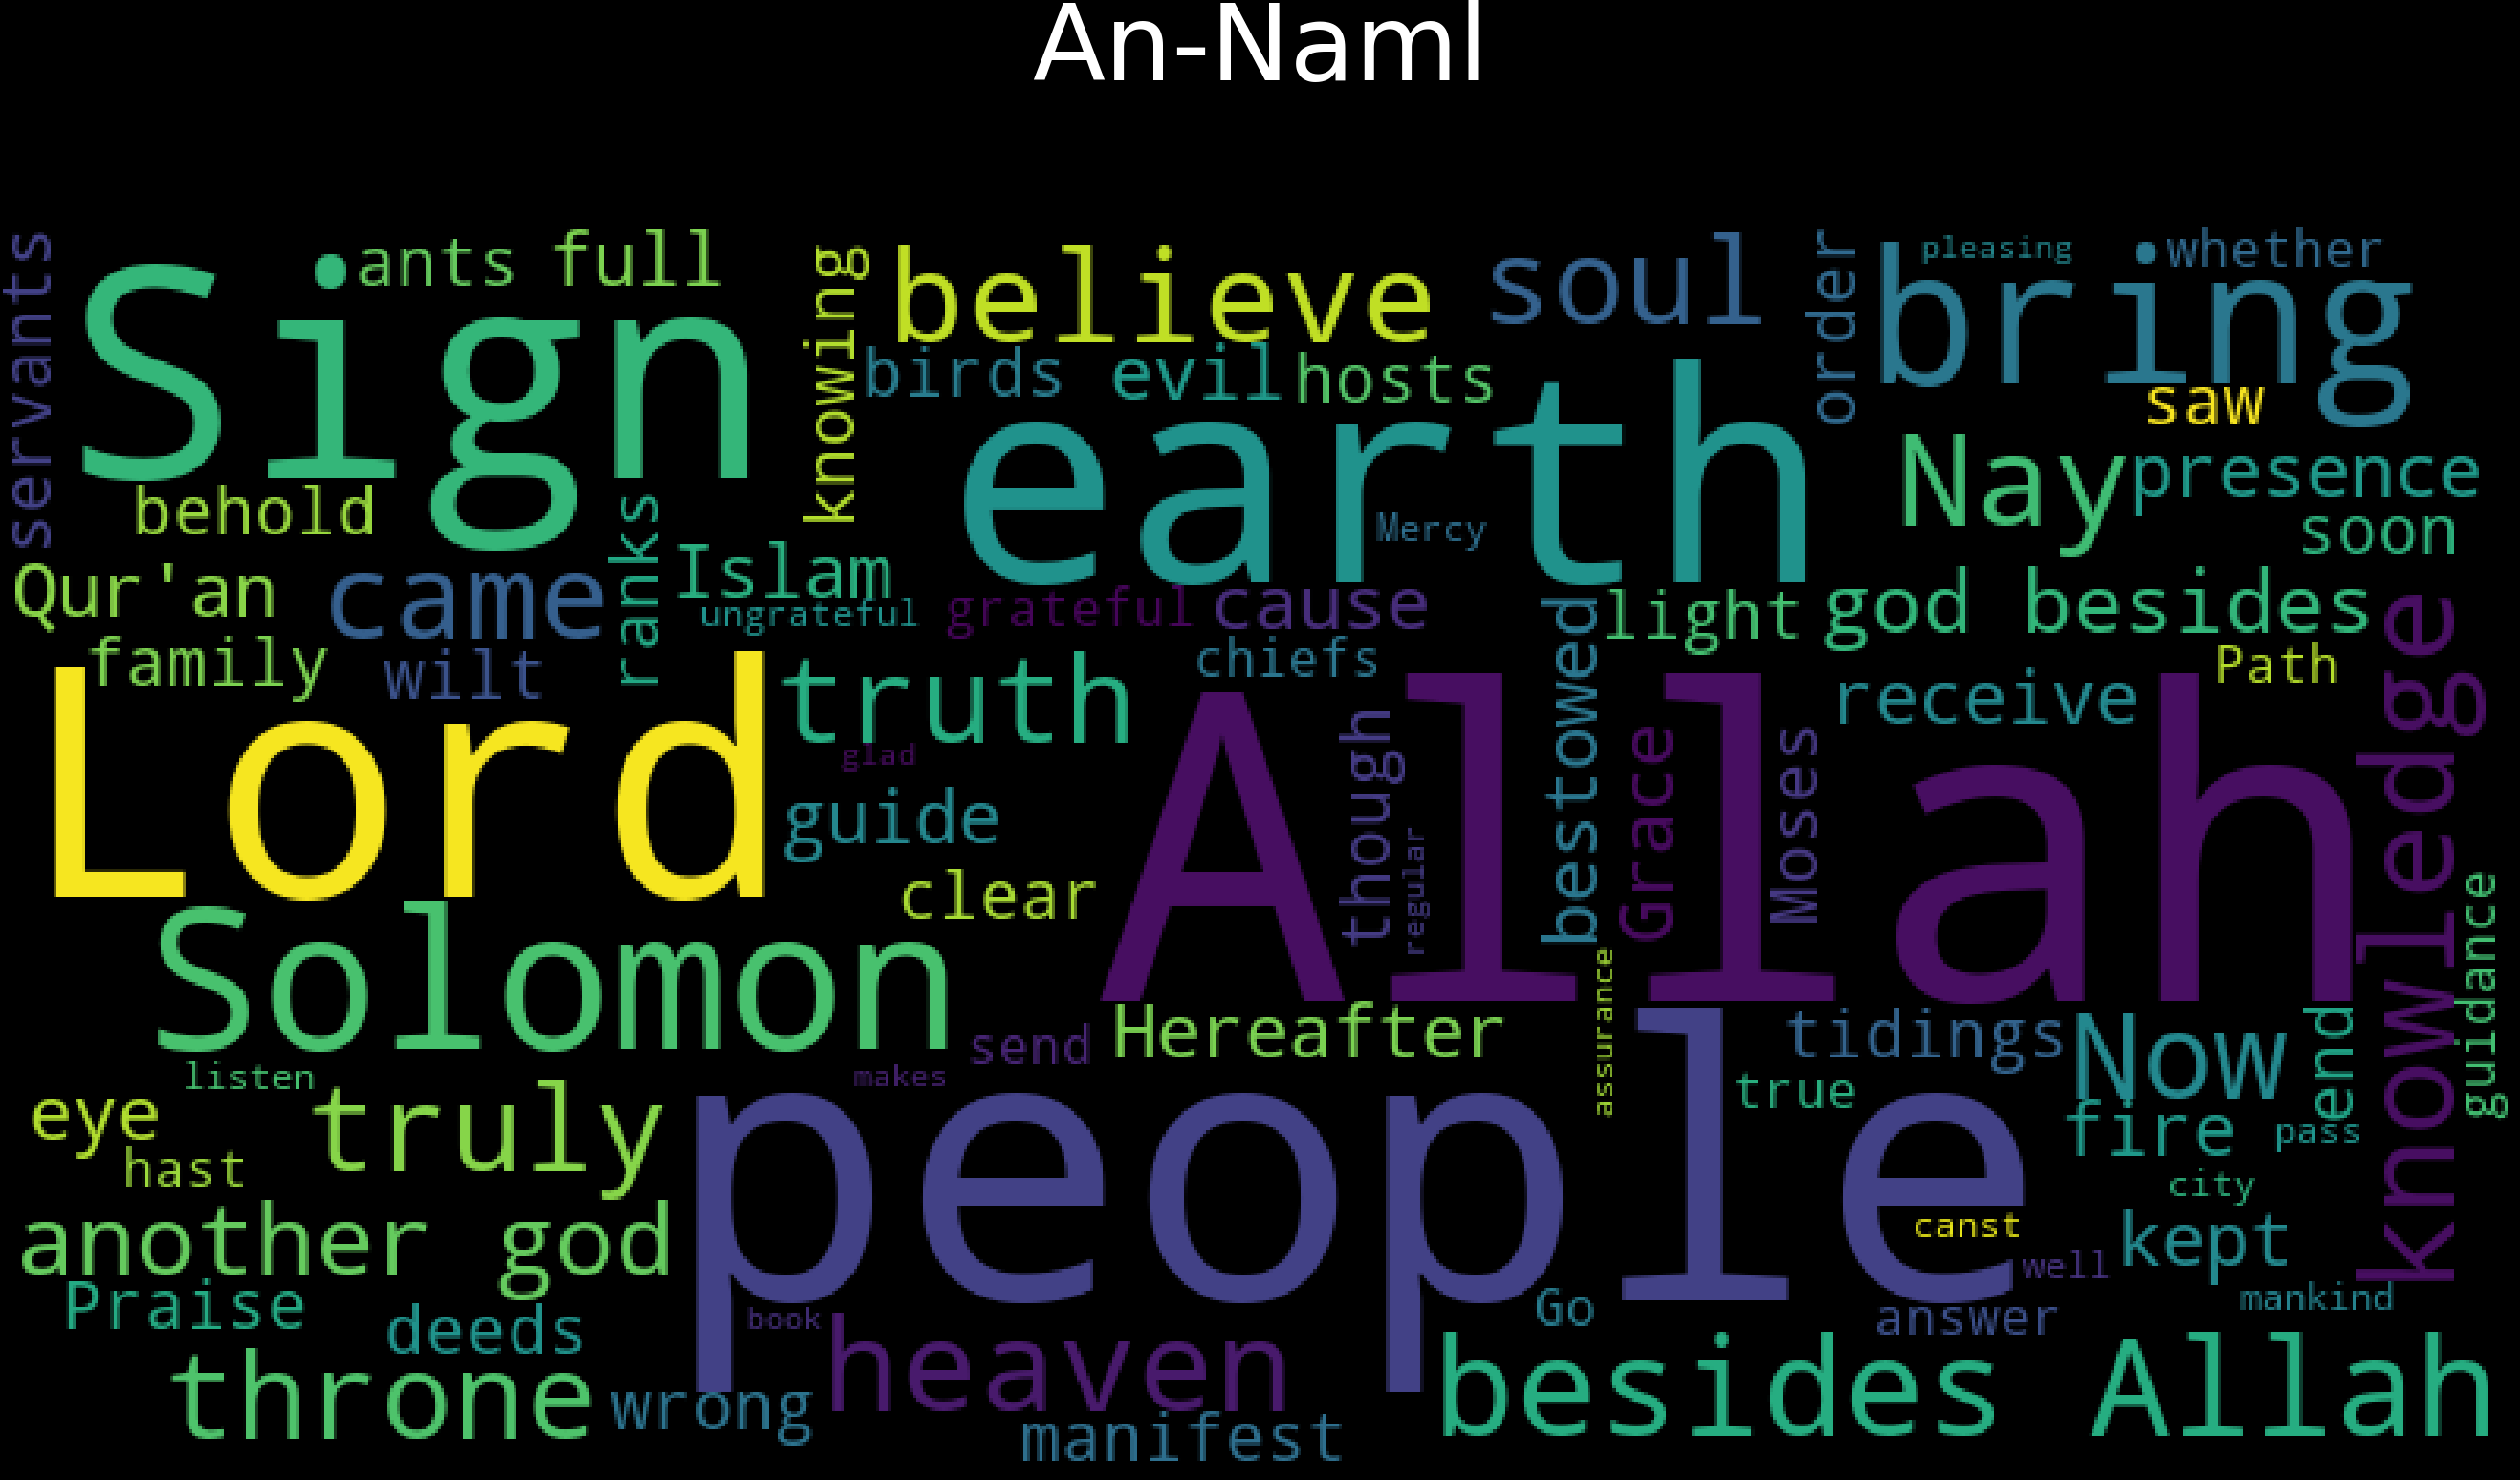 An-Naml
servants
Sign
ants
full
knowing
believe
soul
order
pleasing
bring
whether
birds
evil
hosts
saw
earth
Nay
presence
behold
ranks
Mercy
soon
Qur'an
came
Islam
ungrateful
grateful
cause
bestowed
light
god besides
knowledge
family
wilt
truth
chiefs
receive
Path
Lord
glad
though
Allah
Grace
Moses
guide
regular
clear
guidance
Solomon
assurance
send
Hereafter
tidings
Now
end
listen
makes
true
eye
truly
people
fire
pass
hast
city
another god
canst
kept
well
Praise
deeds
book
Go
answer
mankind
throne
wrong
heaven
manifest
besides Allah